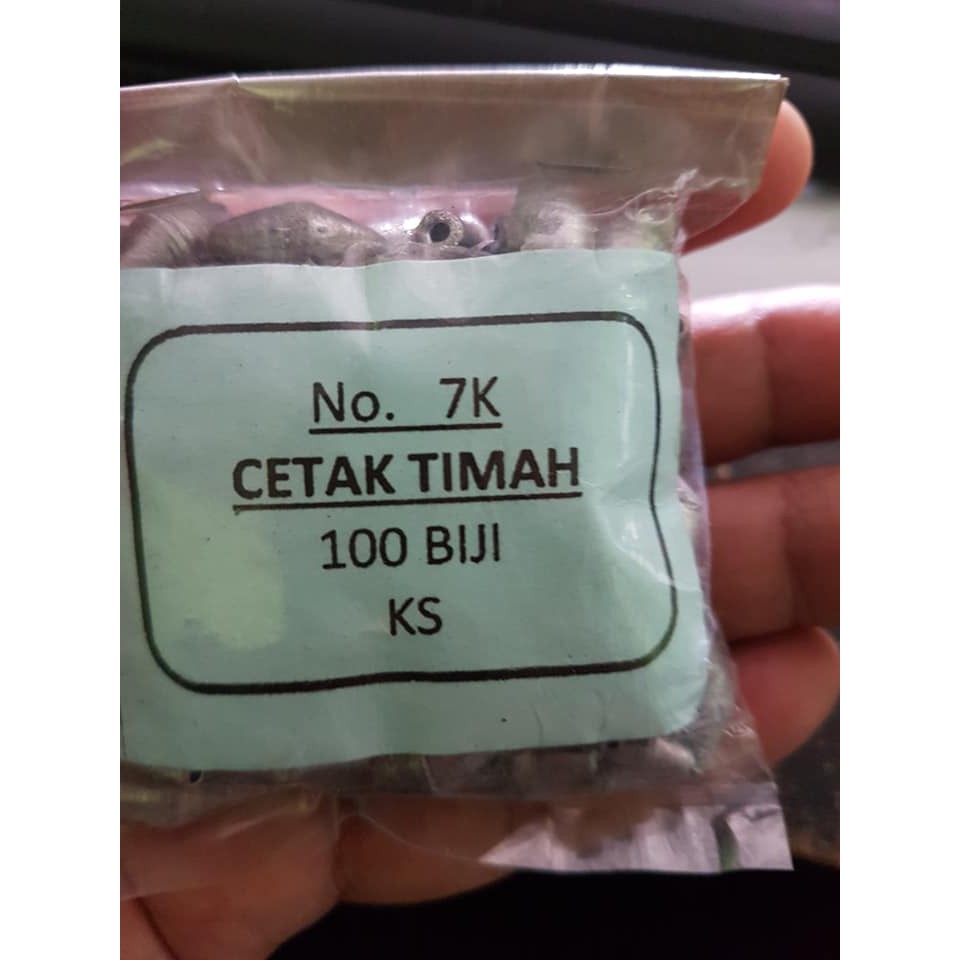 No. 7K
CETAK TIMAH
100 BIJI
KS